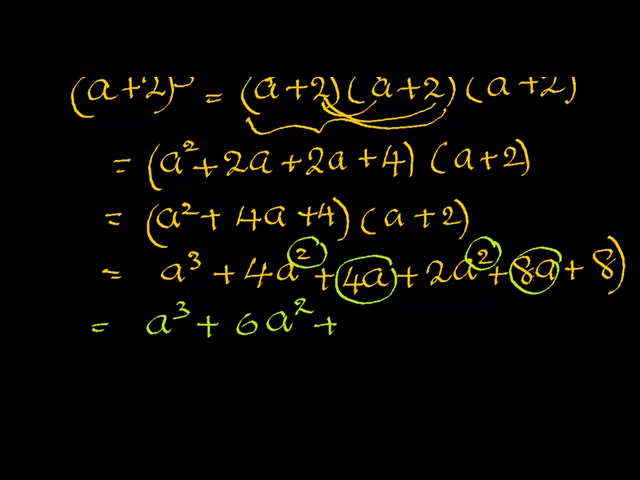 (a+2)³ = (a+2)(a+2)(a+2)
= (a²+2a+2a+4)(a+2)
= (a²+4a+4)(a+2)
= a³+4a²+4a+2a²+8a+8)
= a³+6a²+